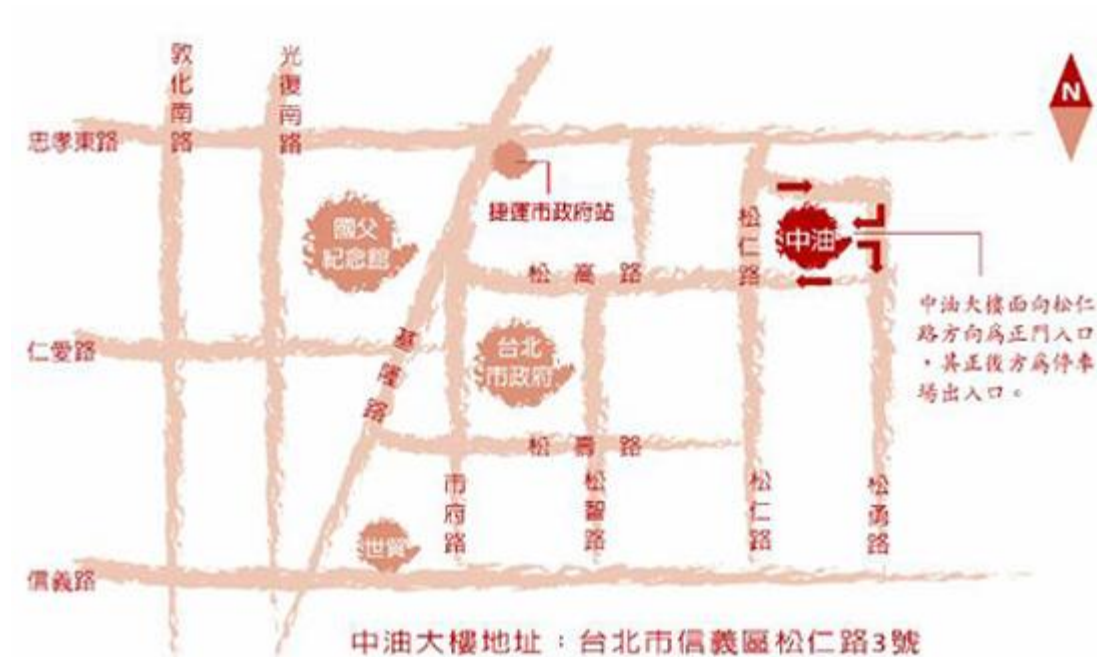 敦化南路
光復南路
N
忠孝東路
捷運市政府站
國父
紀念館
松仁路
中油
松高路
中油大樓面向松仁
路方向為正門入口
，其正後方為停車
場出入口。
仁愛路
基隆路
台北
市政府
松壽路
市府路
松智路
松仁路
松勇路
世貿
信義路
中油大樓地址：台北市信義區松仁路3號